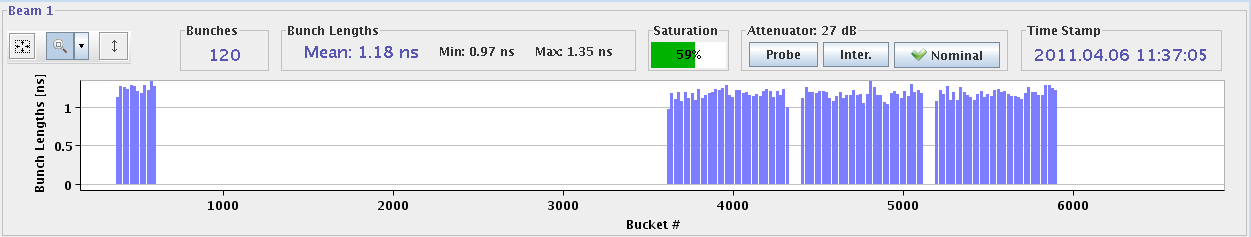 Beam 1
Bunches
120
Bunch Lengths
Mean: 1.18 ns Min: 0.97 ns Max: 1.35 ns
Saturation
59%
Attenuator: 27 dB
Probe Inter. Nominal
Time Stamp
2011.04.06 11:37:05
Bunch Lengths [ns]
1
0.5
0
1000 2000 3000 4000 5000 6000
Bucket #